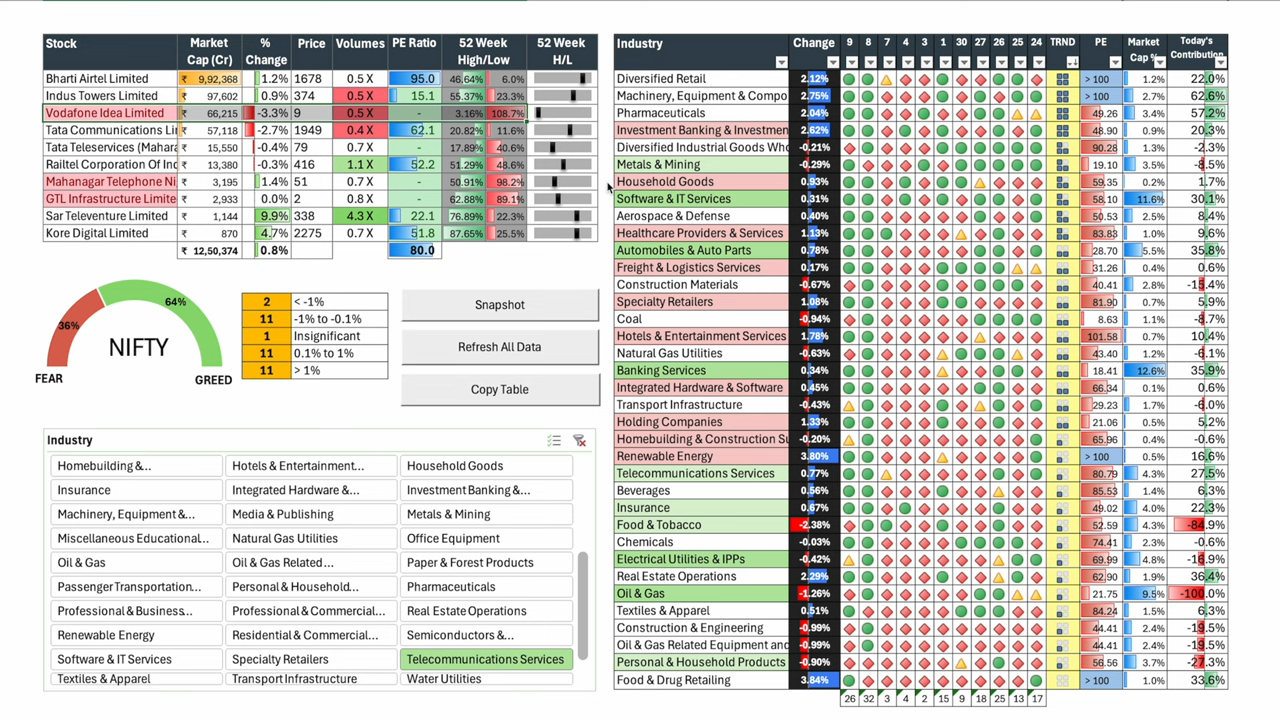 Stock Market Cap (Cr) % Change Price Volumes PE Ratio 52 Week High/Low 52 Week H/L
Bharti Airtel Limited ₹ 9,92,368 1.2% 1678 0.5 X 95.0 46.64% 6.0%
Indus Towers Limited ₹ 97,602 0.9% 374 0.5 X 15.1 55.37% 23.3%
Vodafone Idea Limited ₹ 66,215 -3.3% 9 0.5 X - 3.16% 108.7%
Tata Communications Lir ₹ 57,118 -2.7% 1949 0.4 X 62.1 20.82% 11.6%
Tata Teleservices (Mahara ₹ 15,550 -0.4% 79 0.7 X - 17.89% 40.6%
Railtel Corporation Of Ind ₹ 13,380 -0.3% 416 1.1 X 52.2 51.29% 48.6%
Mahanagar Telephone Ni ₹ 3,195 1.4% 51 0.7 X - 50.91% 98.2%
GTL Infrastructure Limite ₹ 2,933 0.0% 2 0.8 X - 62.88% 89.1%
Sar Televenture Limited ₹ 1,144 9.9% 338 4.3 X 22.1 76.89% 22.3%
Kore Digital Limited ₹ 870 4.7% 2275 0.7 X 51.8 87.65% 25.5%
₹ 12,50,374 0.8% 80.0
36%
64%
NIFTY
FEAR
GREED
2 < -1%
11 -1% to -0.1%
1 Insignificant
11 0.1% to 1%
11 > 1%
Snapshot
Refresh All Data
Copy Table
Industry
Homebuilding &... Hotels & Entertainment... Household Goods
Insurance Integrated Hardware &... Investment Banking &...
Machinery, Equipment &... Media & Publishing Metals & Mining
Miscellaneous Educational... Natural Gas Utilities Office Equipment
Oil & Gas Oil & Gas Related... Paper & Forest Products
Passenger Transportation... Personal & Household... Pharmaceuticals
Professional & Business... Professional & Commercial... Real Estate Operations
Renewable Energy Residential & Commercial... Semiconductors &...
Software & IT Services Specialty Retailers Telecommunications Services
Textiles & Apparel Transport Infrastructure Water Utilities
Industry Change 9 8 7 4 3 1 30 27 26 25 24 TRND PE Market Cap % Today's Contribution
Diversified Retail 2.12% > 100 1.2% 22.0%
Machinery, Equipment & Compo 2.75% > 100 2.7% 62.6%
Pharmaceuticals 2.04% 49.26 3.4% 57.2%
Investment Banking & Investmen 2.62% 48.90 0.9% 20.3%
Diversified Industrial Goods Who -0.21% 90.28 1.3% -2.3%
Metals & Mining -0.29% 19.10 3.5% -8.5%
Household Goods 0.93% 59.35 0.2% 1.7%
Software & IT Services 0.31% 58.10 11.6% 30.1%
Aerospace & Defense 0.40% 50.53 2.5% 8.4%
Healthcare Providers & Services 1.13% 83.83 1.0% 9.6%
Automobiles & Auto Parts 0.78% 28.70 5.5% 35.8%
Freight & Logistics Services 0.17% 31.26 0.4% 0.6%
Construction Materials -0.67% 40.41 2.8% -15.4%
Specialty Retailers 1.08% 81.90 0.7% 5.9%
Coal -0.94% 8.63 1.1% -8.7%
Hotels & Entertainment Services 1.78% 101.58 0.7% 10.4%
Natural Gas Utilities -0.63% 43.40 1.2% -6.1%
Banking Services 0.34% 18.41 12.6% 35.9%
Integrated Hardware & Software 0.45% 66.34 0.1% 0.6%
Transport Infrastructure -0.43% 29.23 1.7% -6.0%
Holding Companies 1.33% 21.06 0.5% 5.2%
Homebuilding & Construction Su -0.20% 65.96 0.4% -0.6%
Renewable Energy 3.80% > 100 0.5% 16.6%
Telecommunications Services 0.77% 80.79 4.3% 27.5%
Beverages 0.56% 85.53 1.4% 6.3%
Insurance 0.67% 49.02 4.0% 22.3%
Food & Tobacco -2.38% 52.59 4.3% -84.9%
Chemicals -0.03% 74.41 2.3% -0.6%
Electrical Utilities & IPPs -0.42% 69.99 4.8% -16.9%
Real Estate Operations 2.29% 62.90 1.9% 36.4%
Oil & Gas -1.26% 21.75 9.5% -100.0%
Textiles & Apparel 0.51% 84.24 1.5% 6.3%
Construction & Engineering -0.99% 44.41 2.4% -19.5%
Oil & Gas Related Equipment and -0.99% 44.41 2.4% -19.5%
Personal & Household Products -0.90% 56.56 3.7% -27.3%
Food & Drug Retailing 3.84% > 100 1.0% 33.6%
26 32 3 4 2 15 9 18 25 13 17